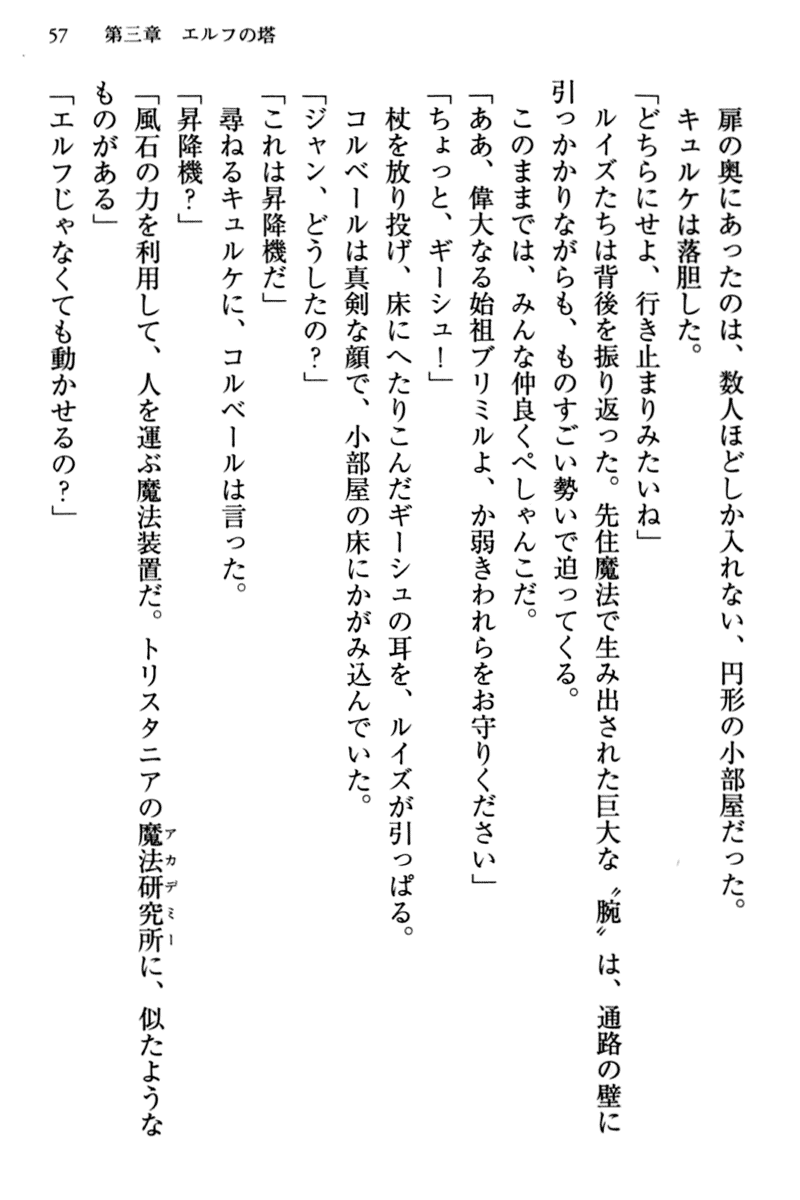 57　第三章　エルフの塔
　扉の奥にあったのは、数人ほどしか入れない、円形の小部屋だった。
　キュルケは落胆した。
「どちらにせよ、行き止まりみたいね」
　ルイズたちは背後を振り返った。先住魔法で生み出された巨大な〝腕〟は、通路の壁に
引っかかりながらも、ものすごい勢いで迫ってくる。
　このままでは、みんな仲良くぺしゃんこだ。
「ああ、偉大なる始祖ブリミルよ、か弱きわれらをお守りください」
「ちょっと、ギーシュ！」
　杖を放り投げ、床にへたりこんだギーシュの耳を、ルイズが引っぱる。
　コルベールは真剣な顔で、小部屋の床にかがみ込んでいた。
「ジャン、どうしたの？」
「これは昇降機だ」
　尋ねるキュルケに、コルベールは言った。
「昇降機？」
「風石の力を利用して、人を運ぶ魔法装置だ。トリスタニアの魔法研究所アカデミーに、似たような
ものがある」
「エルフじゃなくても動かせるの？」